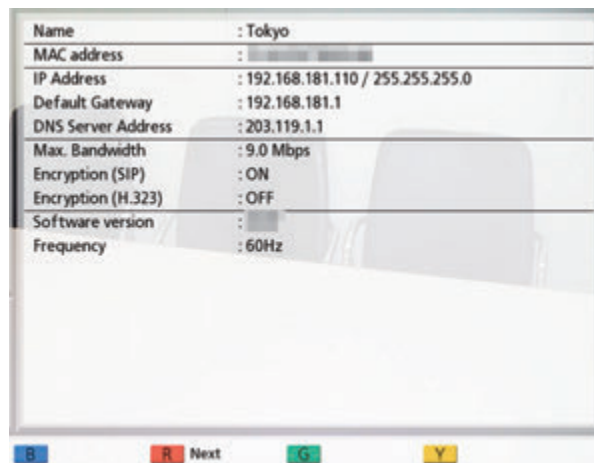 Name : Tokyo
MAC address :
IP Address : 192.168.181.110 / 255.255.255.0
Default Gateway : 192.168.181.1
DNS Server Address : 203.119.1.1
Max. Bandwidth : 9.0 Mbps
Encryption (SIP) : ON
Encryption (H.323) : OFF
Software version :
Frequency : 60Hz
B R Next G Y